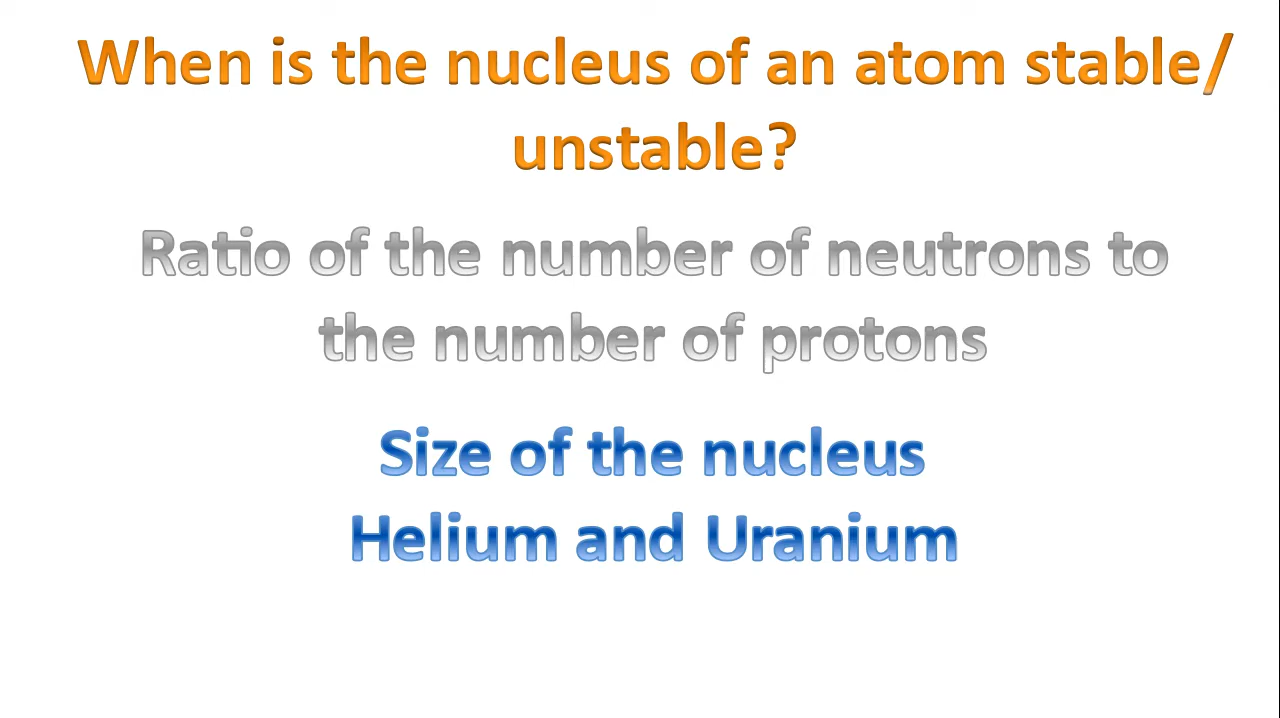 When is the nucleus of an atom stable/
unstable?
Ratio of the number of neutrons to
the number of protons
Size of the nucleus
Helium and Uranium